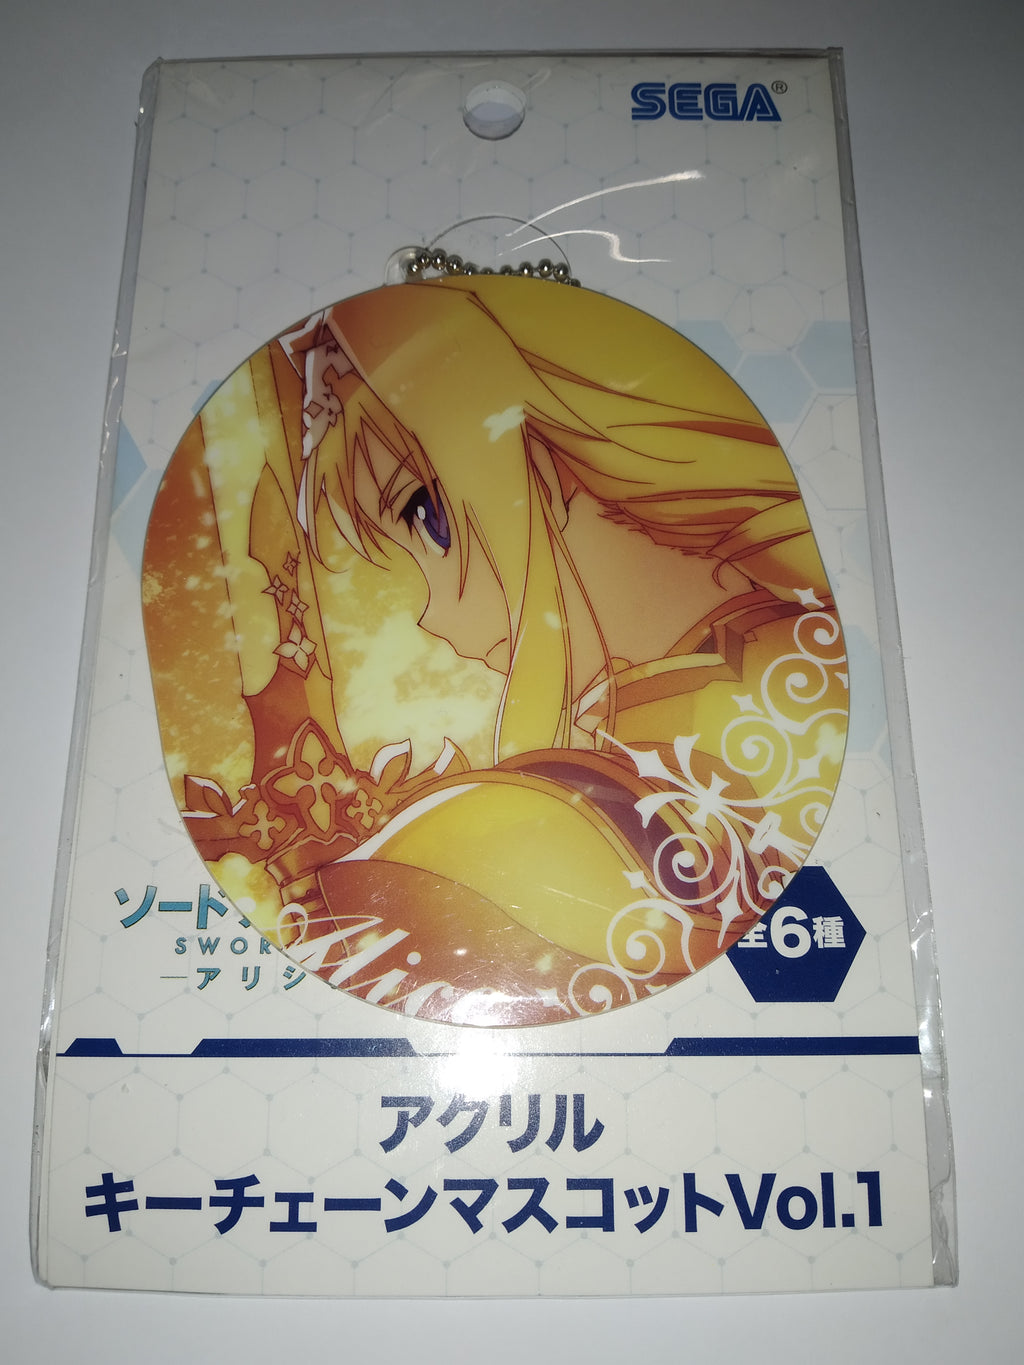 SEGA®
ソード
SWOR
―アリシ
Alic
全6種
アクリル
キーチェーンマスコットVol.1